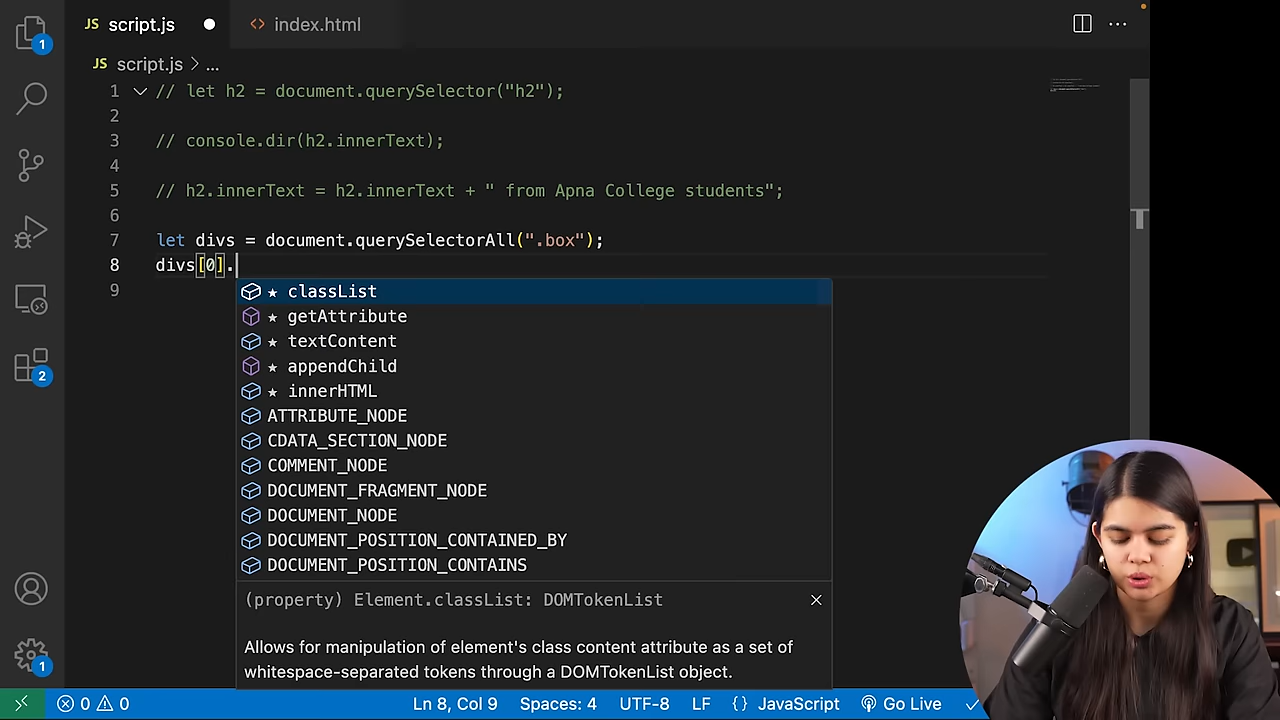 JS script.js
<> index.html
1
JS script.js > ...
1 // let h2 = document.querySelector("h2");
2
3 // console.dir(h2.innerText);
4
5 // h2.innerText = h2.innerText + " from Apna College students";
6
7 let divs = document.querySelectorAll(".box");
8 divs[0].
9
★ classList
★ getAttribute
★ textContent
★ appendChild
★ innerHTML
ATTRIBUTE_NODE
CDATA_SECTION_NODE
COMMENT_NODE
DOCUMENT_FRAGMENT_NODE
DOCUMENT_NODE
DOCUMENT_POSITION_CONTAINED_BY
DOCUMENT_POSITION_CONTAINS
(property) Element.classList: DOMTokenList
Allows for manipulation of element's class content attribute as a set of
whitespace-separated tokens through a DOMTokenList object.
2
1
0 0 Ln 8, Col 9 Spaces: 4 UTF-8 LF {} JavaScript Go Live